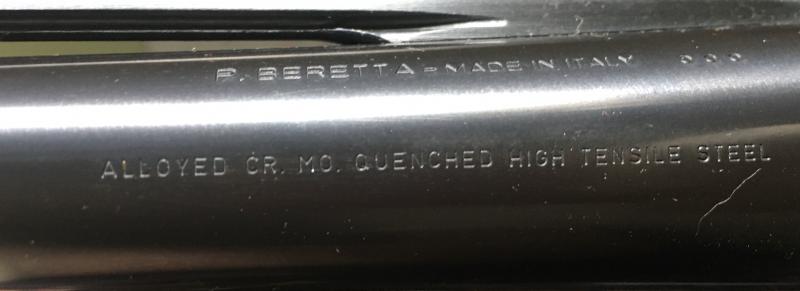 P. BERETTA - MADE IN ITALY °°°
ALLOYED CR. MO. QUENCHED HIGH TENSILE STEEL